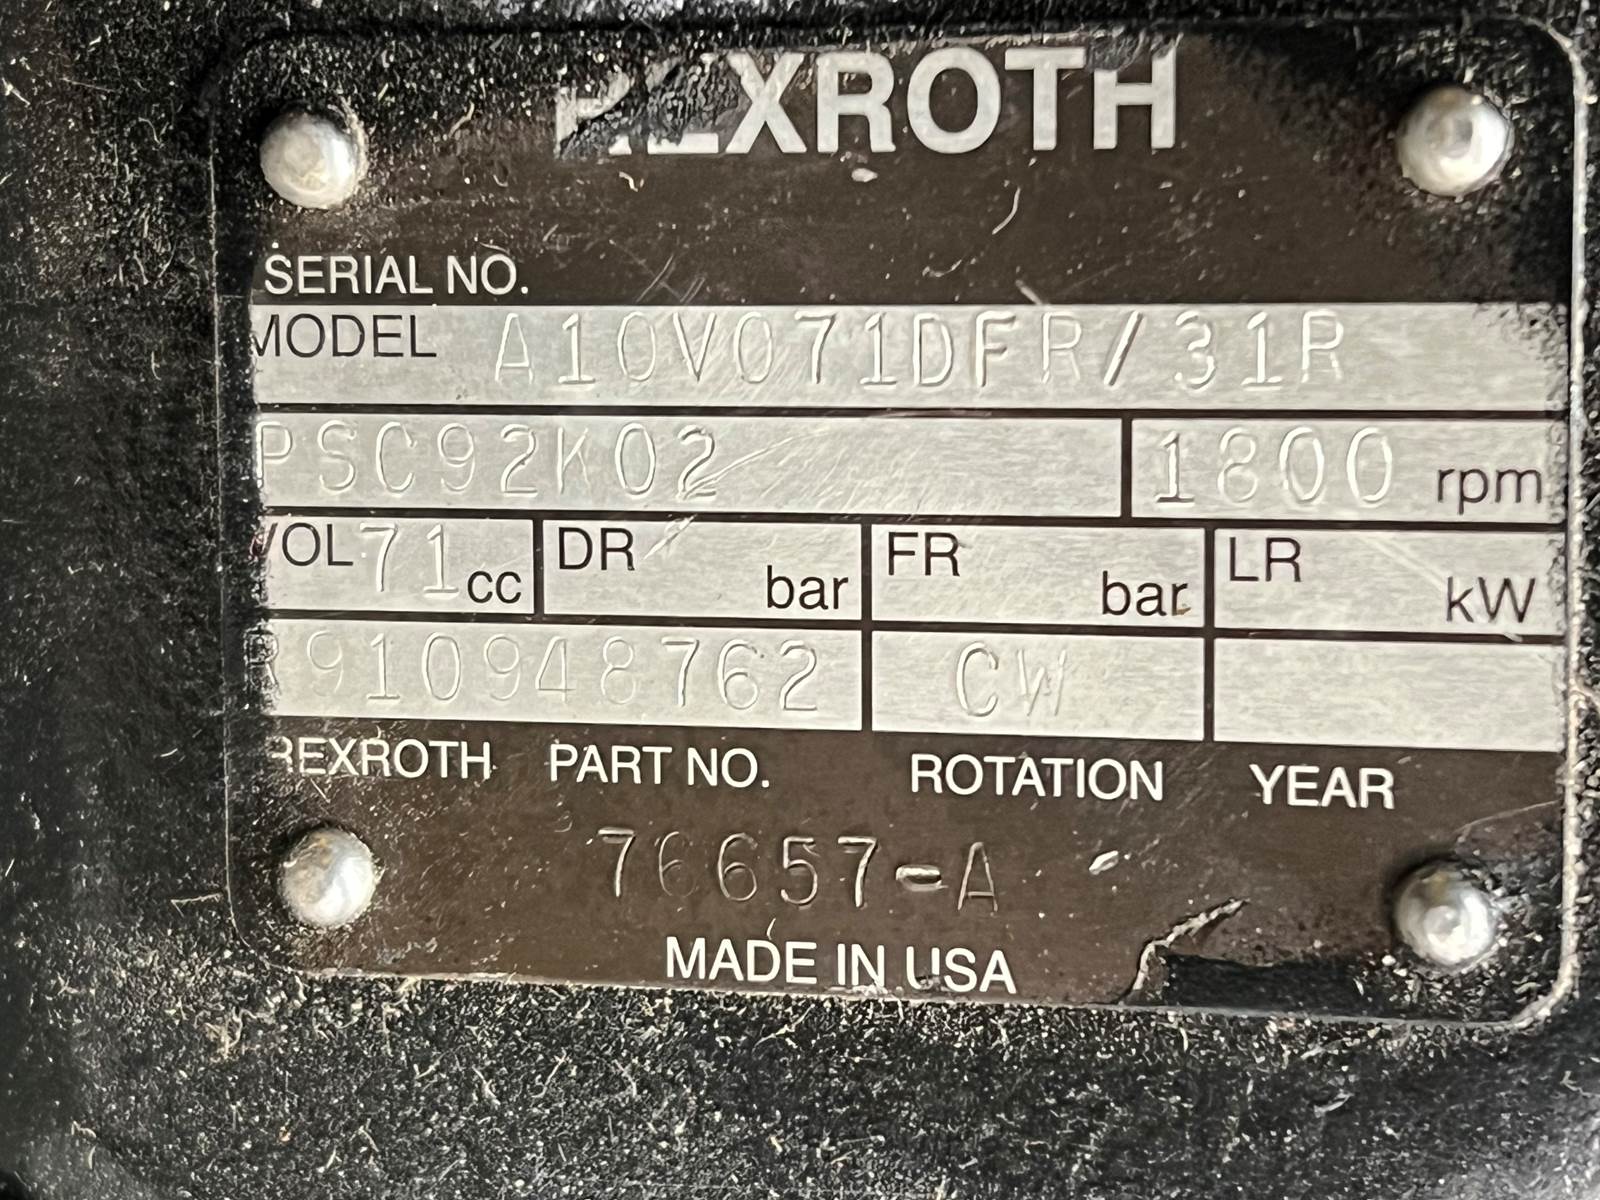 REXROTH
SERIAL NO.
MODEL A10VO71DFR/31R
PSC92K02 1800 rpm
VOL 71 cc DR bar FR bar LR kW
R910948762 CW
REXROTH PART NO. ROTATION YEAR
76657-A
MADE IN USA